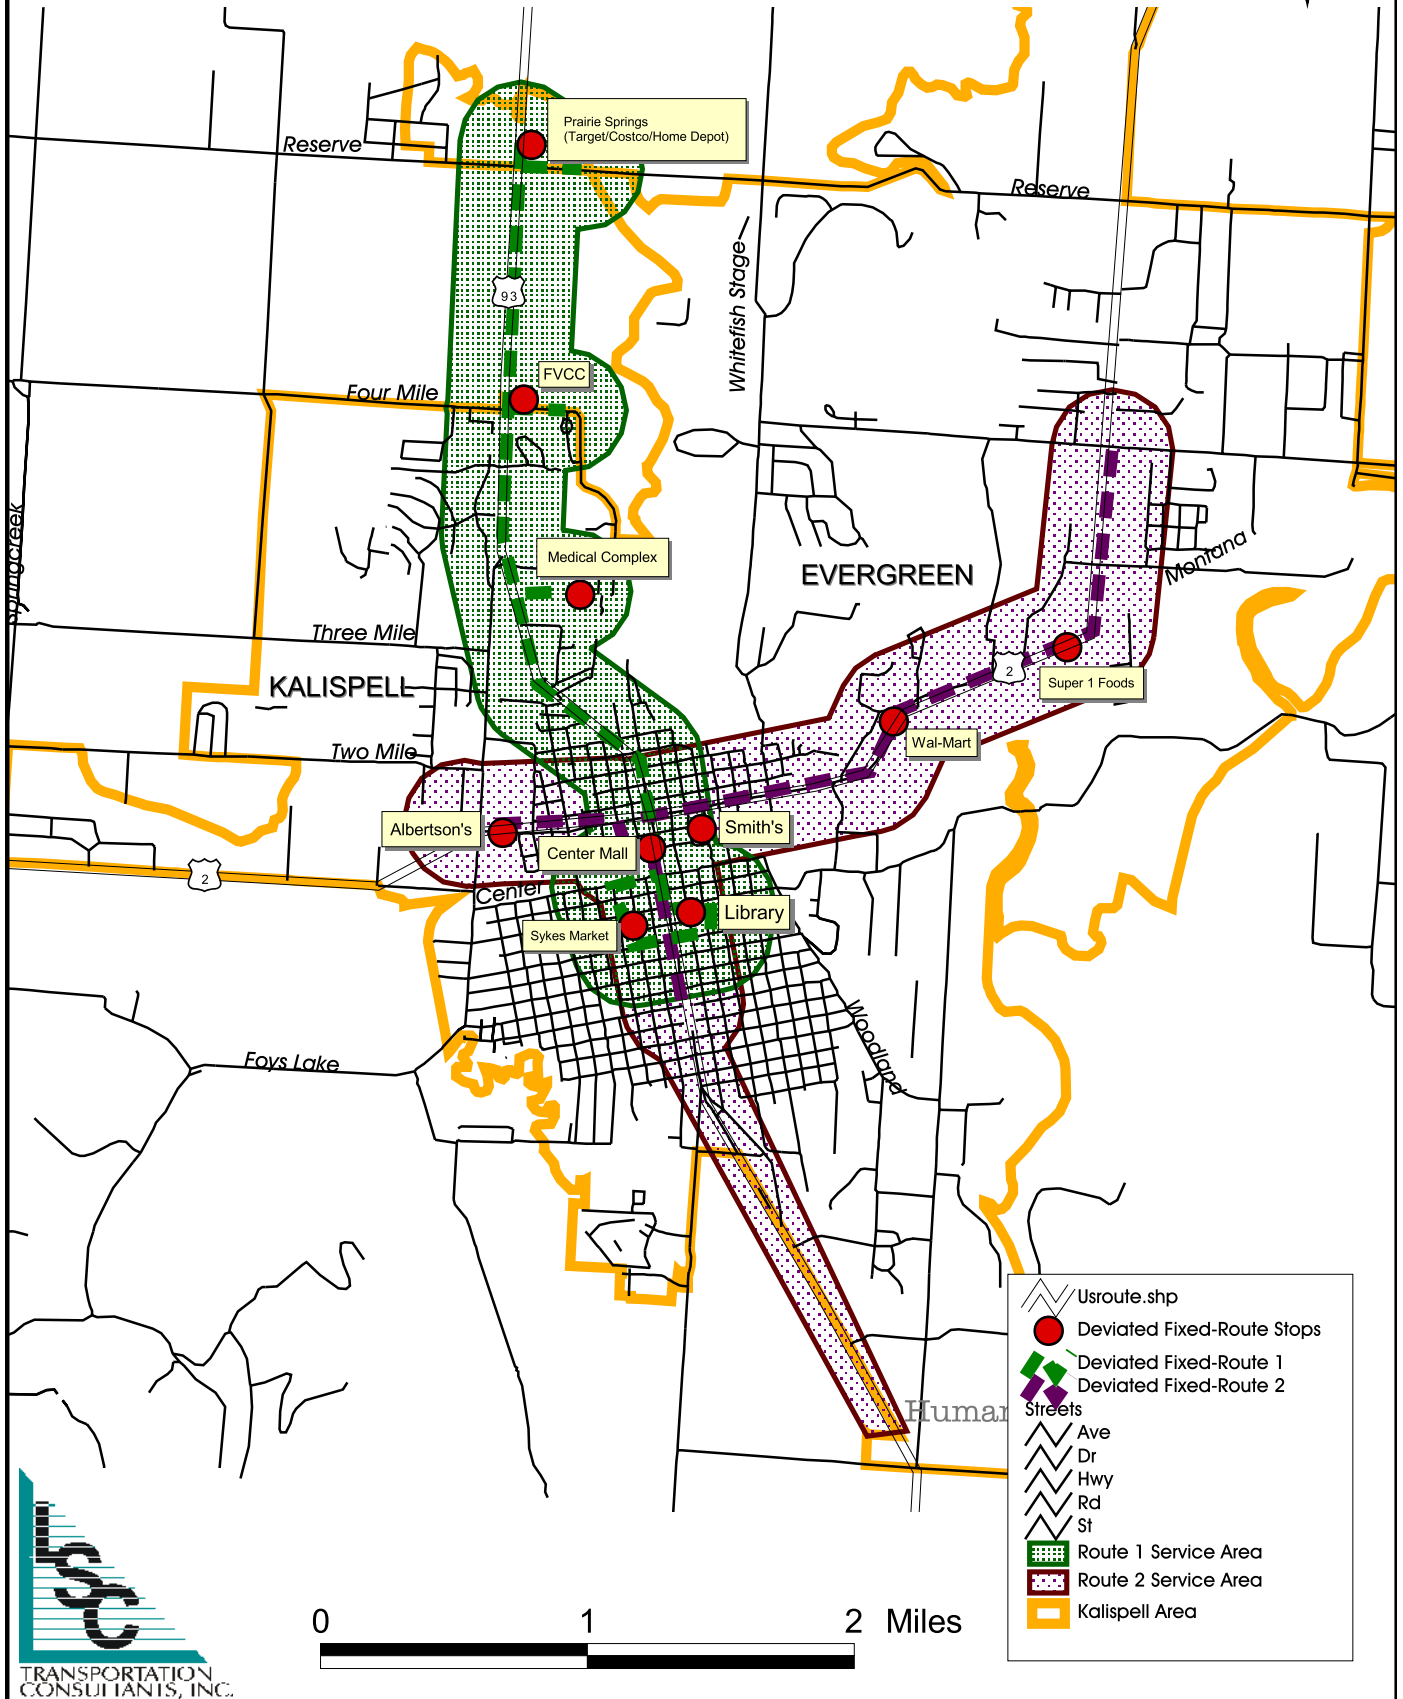 Prairie Springs
(Target/Costco/Home Depot)
Reserve
Reserve
Whitefish Stage
93
FVCC
Four Mile
Springcreek
Medical Complex
EVERGREEN
Montana
Three Mile
KALISPELL
2
Super 1 Foods
Wal-Mart
Two Mile
Albertson's
Smith's
Center Mall
2
Center
Library
Sykes Market
Woodland
Foys Lake
Usroute.shp
Deviated Fixed-Route Stops
Deviated Fixed-Route 1
Deviated Fixed-Route 2
Streets
Ave
Dr
Hwy
Rd
St
Route 1 Service Area
Route 2 Service Area
Kalispell Area
Human
LSC
TRANSPORTATION
CONSULTANTS, INC.
0 1 2 Miles